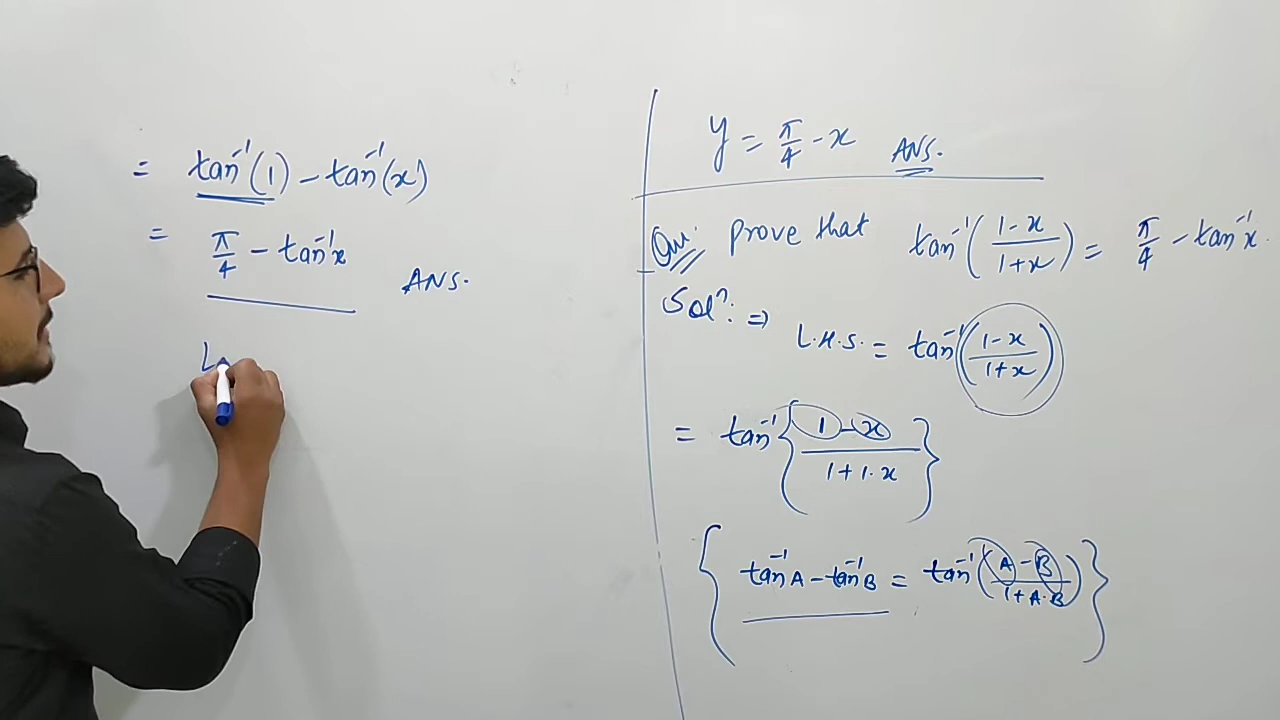 y = π/4 - x ANS.
Qu. prove that tan⁻¹((1-x)/(1+x)) = π/4 - tan⁻¹x.
Solⁿ: ⇒ L.H.S. = tan⁻¹((1-x)/(1+x))
= tan⁻¹{(1-x)/(1+1·x)}
{tan⁻¹A - tan⁻¹B = tan⁻¹((A-B)/(1+A·B))}
= tan⁻¹(1) - tan⁻¹(x)
= π/4 - tan⁻¹x ANS.